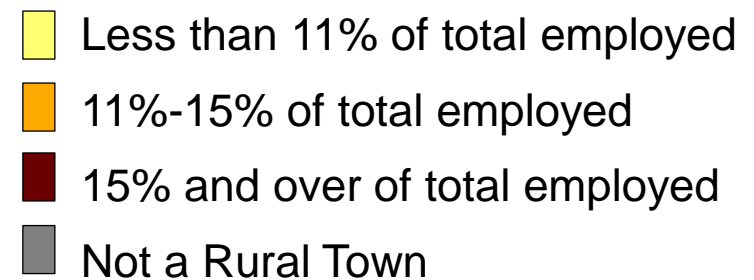 Less than 11% of total employed
11%-15% of total employed
15% and over of total employed
Not a Rural Town